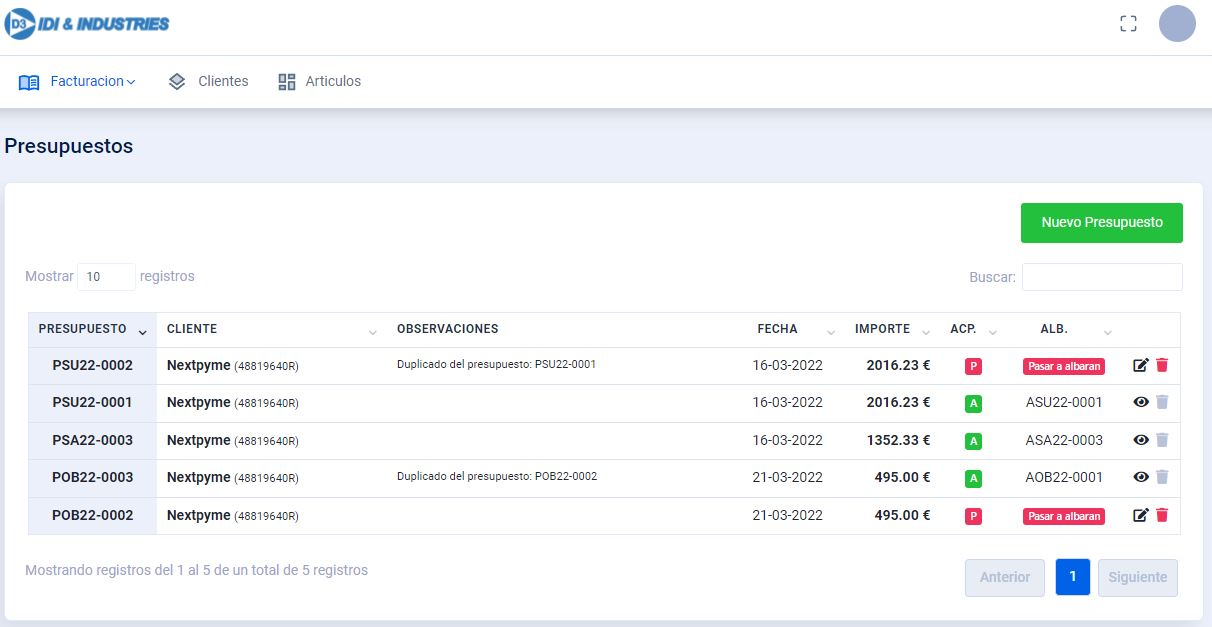 D3 IDI & INDUSTRIES
Facturacion Clientes Articulos
Presupuestos
Nuevo Presupuesto
Mostrar 10 registros Buscar:
PRESUPUESTO CLIENTE OBSERVACIONES FECHA IMPORTE ACP. ALB.
PSU22-0002 Nextpyme (48819640R) Duplicado del presupuesto: PSU22-0001 16-03-2022 2016.23 € P Pasar a albaran
PSU22-0001 Nextpyme (48819640R) 16-03-2022 2016.23 € A ASU22-0001
PSA22-0003 Nextpyme (48819640R) 16-03-2022 1352.33 € A ASA22-0003
POB22-0003 Nextpyme (48819640R) Duplicado del presupuesto: POB22-0002 21-03-2022 495.00 € A AOB22-0001
POB22-0002 Nextpyme (48819640R) 21-03-2022 495.00 € P Pasar a albaran
Mostrando registros del 1 al 5 de un total de 5 registros
Anterior 1 Siguiente